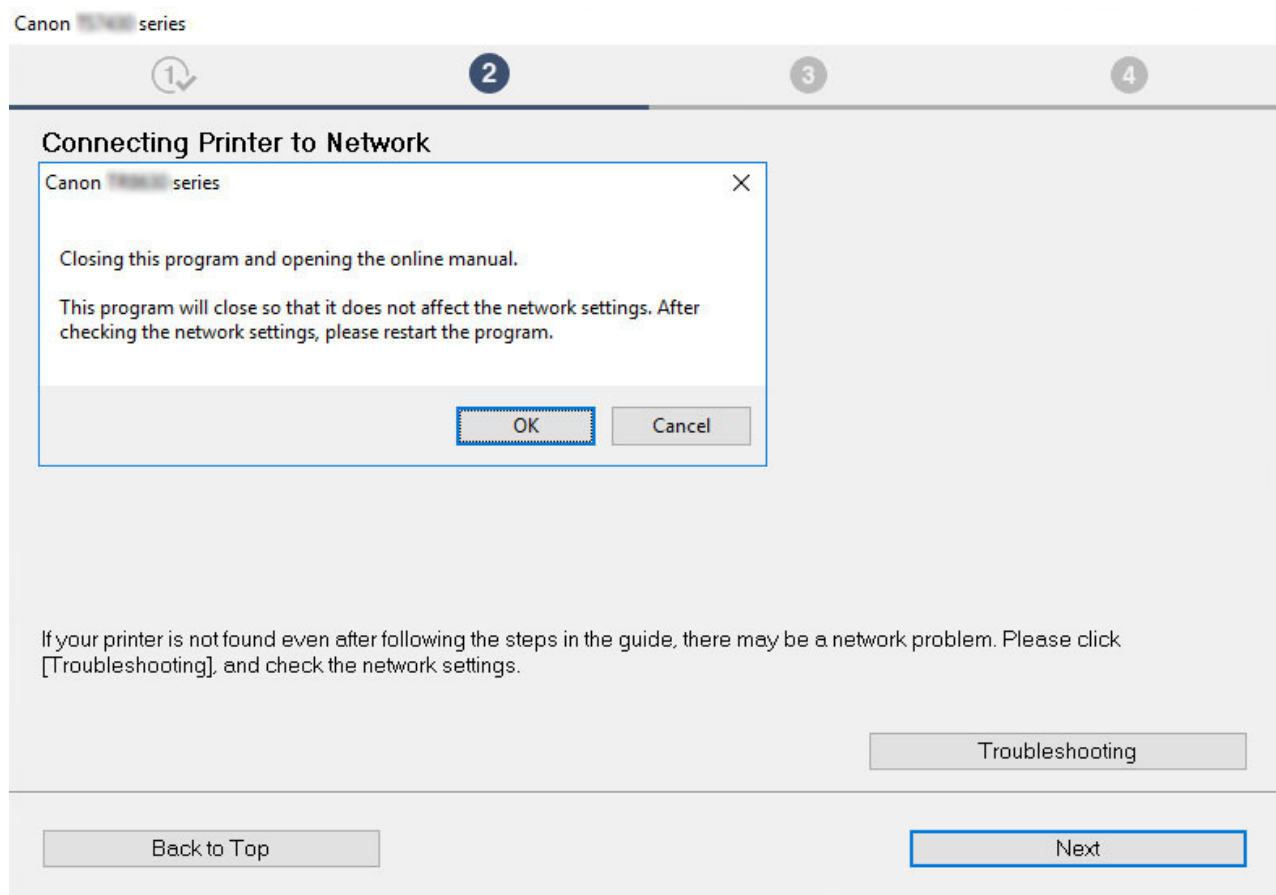 Canon series
1 2 3 4
Connecting Printer to Network
Canon series
Closing this program and opening the online manual.
This program will close so that it does not affect the network settings. After
checking the network settings, please restart the program.
OK Cancel
If your printer is not found even after following the steps in the guide, there may be a network problem. Please click
[Troubleshooting], and check the network settings.
Troubleshooting
Back to Top Next